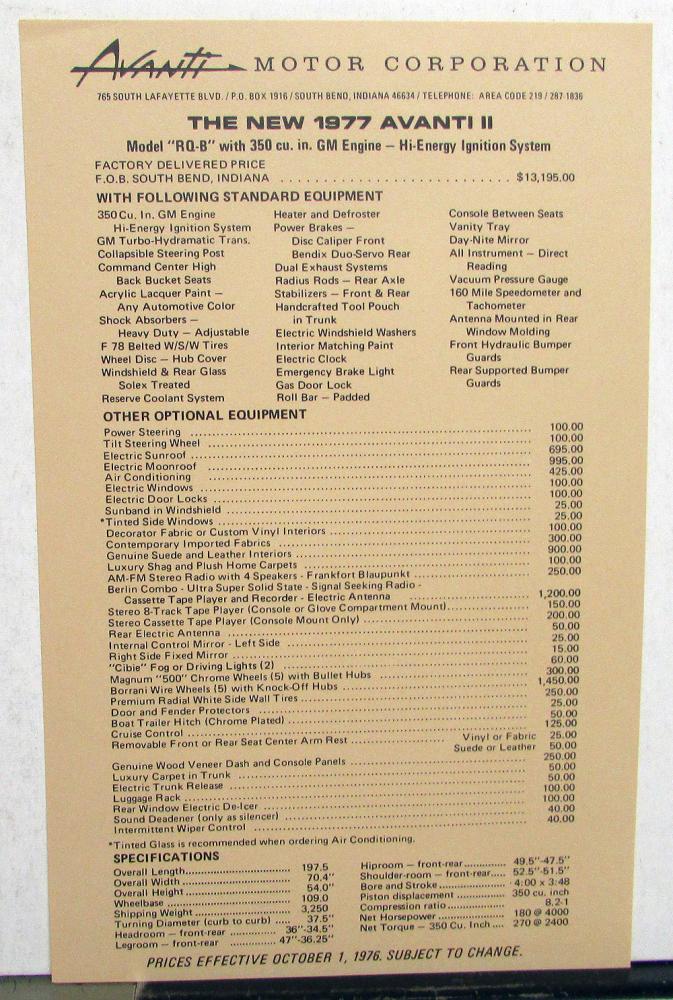 Avanti MOTOR CORPORATION
765 SOUTH LAFAYETTE BLVD. / P.O. BOX 1916 / SOUTH BEND, INDIANA 46634 / TELEPHONE: AREA CODE 219 / 287-1836
THE NEW 1977 AVANTI II
Model "RQ-B" with 350 cu. in. GM Engine — Hi-Energy Ignition System
FACTORY DELIVERED PRICE
F.O.B. SOUTH BEND, INDIANA . . . . . . . . . . . . . . . . . . . . . . . . . . $13,195.00
WITH FOLLOWING STANDARD EQUIPMENT
350 Cu. In. GM Engine
Hi-Energy Ignition System
GM Turbo-Hydramatic Trans.
Collapsible Steering Post
Command Center High
Back Bucket Seats
Acrylic Lacquer Paint —
Any Automotive Color
Shock Absorbers —
Heavy Duty — Adjustable
F 78 Belted W/S/W Tires
Wheel Disc — Hub Cover
Windshield & Rear Glass
Solex Treated
Reserve Coolant System
Heater and Defroster
Power Brakes —
Disc Caliper Front
Bendix Duo-Servo Rear
Dual Exhaust Systems
Radius Rods — Rear Axle
Stabilizers — Front & Rear
Handcrafted Tool Pouch
in Trunk
Electric Windshield Washers
Interior Matching Paint
Electric Clock
Emergency Brake Light
Gas Door Lock
Roll Bar — Padded
Console Between Seats
Vanity Tray
Day-Nite Mirror
All Instrument — Direct
Reading
Vacuum Pressure Gauge
160 Mile Speedometer and
Tachometer
Antenna Mounted in Rear
Window Molding
Front Hydraulic Bumper
Guards
Rear Supported Bumper
Guards
OTHER OPTIONAL EQUIPMENT
Power Steering ........ 100.00
Tilt Steering Wheel ........ 100.00
Electric Sunroof ........ 695.00
Electric Moonroof ........ 995.00
Air Conditioning ........ 425.00
Electric Windows ........ 100.00
Electric Door Locks ........ 100.00
Sunband in Windshield ........ 25.00
*Tinted Side Windows ........ 25.00
Decorator Fabric or Custom Vinyl Interiors ........ 100.00
Contemporary Imported Fabrics ........ 300.00
Genuine Suede and Leather Interiors ........ 900.00
Luxury Shag and Plush Home Carpets ........ 100.00
AM-FM Stereo Radio with 4 Speakers - Frankfort Blaupunkt ........ 250.00
Berlin Combo - Ultra Super Solid State - Signal Seeking Radio -
Cassette Tape Player and Recorder - Electric Antenna ........ 1,200.00
Stereo 8-Track Tape Player (Console or Glove Compartment Mount) ........ 150.00
Stereo Cassette Tape Player (Console Mount Only) ........ 200.00
Rear Electric Antenna ........ 50.00
Internal Control Mirror - Left Side ........ 25.00
Right Side Fixed Mirror ........ 15.00
"Cibie" Fog or Driving Lights (2) ........ 60.00
Magnum "500" Chrome Wheels (5) with Bullet Hubs ........ 300.00
Borrani Wire Wheels (5) with Knock-Off Hubs ........ 1,450.00
Premium Radial White Side Wall Tires ........ 250.00
Door and Fender Protectors ........ 25.00
Boat Trailer Hitch (Chrome Plated) ........ 50.00
Cruise Control ........ 125.00
Removable Front or Rear Seat Center Arm Rest ........ Vinyl or Fabric 25.00
Suede or Leather 50.00
Genuine Wood Veneer Dash and Console Panels ........ 250.00
Luxury Carpet in Trunk ........ 50.00
Electric Trunk Release ........ 50.00
Luggage Rack ........ 100.00
Rear Window Electric De-Icer ........ 100.00
Sound Deadener (only as silencer) ........ 40.00
Intermittent Wiper Control ........ 40.00
*Tinted Glass is recommended when ordering Air Conditioning.
SPECIFICATIONS
Overall Length ........ 197.5
Overall Width ........ 70.4"
Overall Height ........ 54.0"
Wheelbase ........ 109.0
Shipping Weight ........ 3,250
Turning Diameter (curb to curb) ..... 37.5"
Headroom — front-rear ........ 36"-34.5"
Legroom — front-rear ........ 47"-36.25"
Hiproom — front-rear ........ 49.5"-47.5"
Shoulder-room — front-rear ..... 52.5"-51.5"
Bore and Stroke ........ 4:00 x 3:48
Piston displacement ........ 350 cu. inch
Compression ratio ........ 8.2-1
Net Horsepower ........ 180 @ 4000
Net Torque — 350 Cu. Inch .... 270 @ 2400
PRICES EFFECTIVE OCTOBER 1, 1976. SUBJECT TO CHANGE.